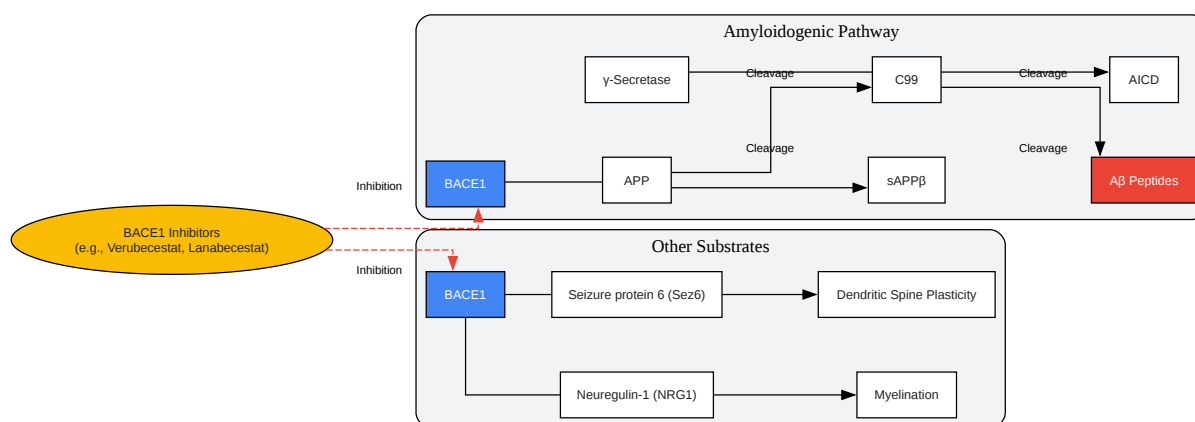 Amyloidogenic Pathway
γ-Secretase
Cleavage
C99
Cleavage
AICD
Cleavage
Cleavage
Inhibition
BACE1
APP
sAPPβ
Aβ Peptides
BACE1 Inhibitors
(e.g., Verubecestat, Lanabecestat)
Other Substrates
Inhibition
BACE1
Seizure protein 6 (Sez6)
Dendritic Spine Plasticity
Neuregulin-1 (NRG1)
Myelination